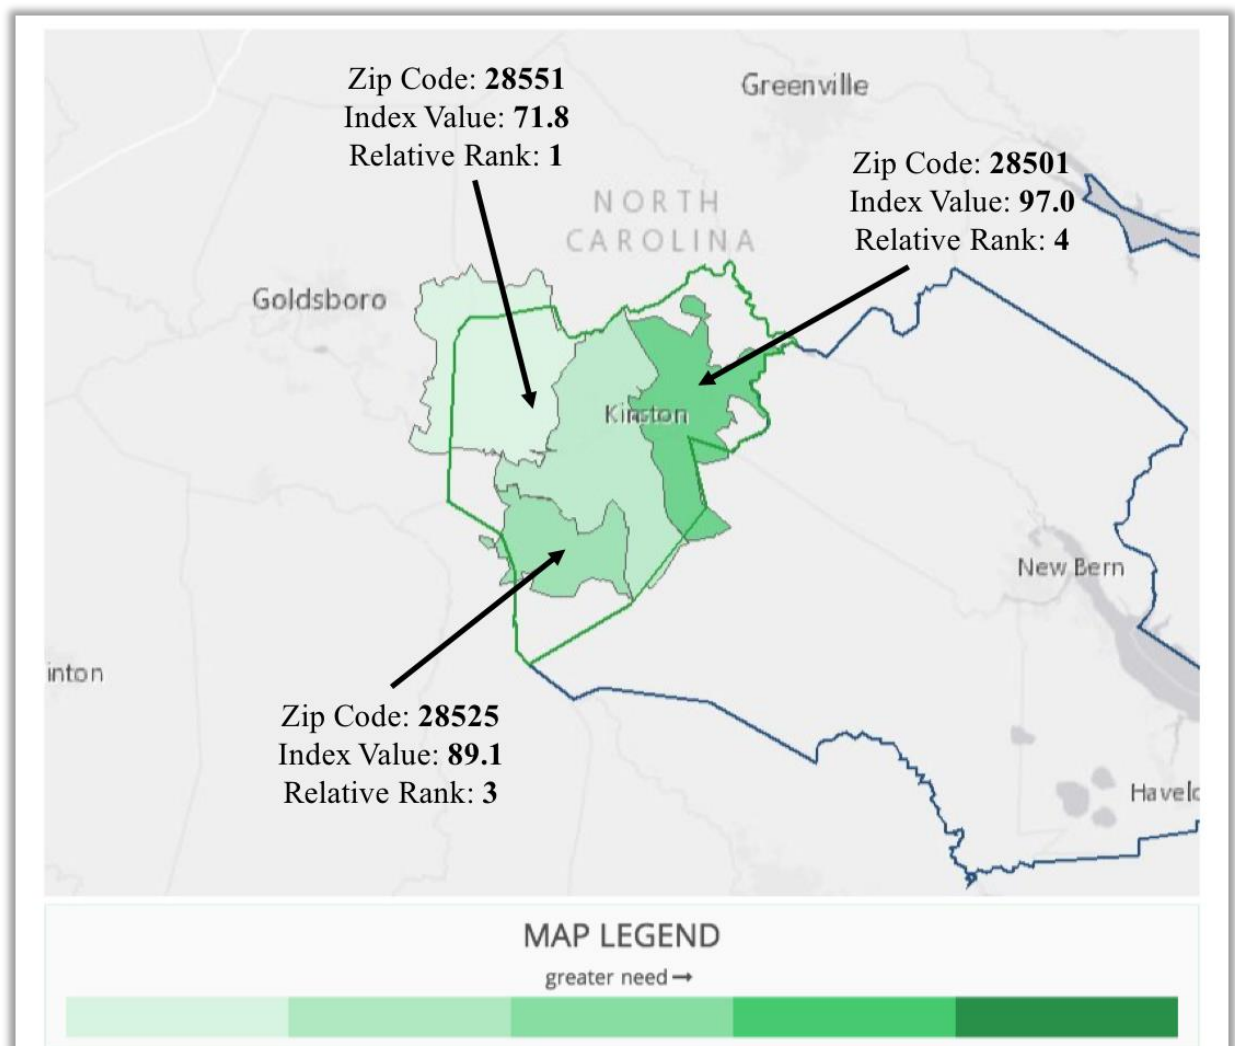 Zip Code: 28551
Index Value: 71.8
Relative Rank: 1
Greenville
Zip Code: 28501
Index Value: 97.0
Relative Rank: 4
NORTH
CAROLINA
Goldsboro
Kinston
New Bern
inton
Zip Code: 28525
Index Value: 89.1
Relative Rank: 3
Havelo
MAP LEGEND
greater need →